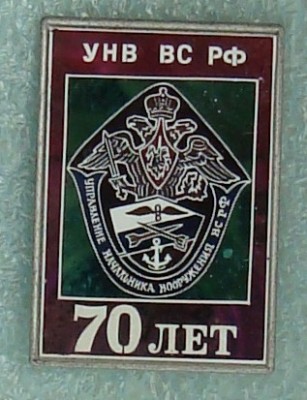 УНВ ВС РФ
УПРАВЛЕНИЕ НАЧАЛЬНИКА ВООРУЖЕНИЯ ВС РФ
70 ЛЕТ